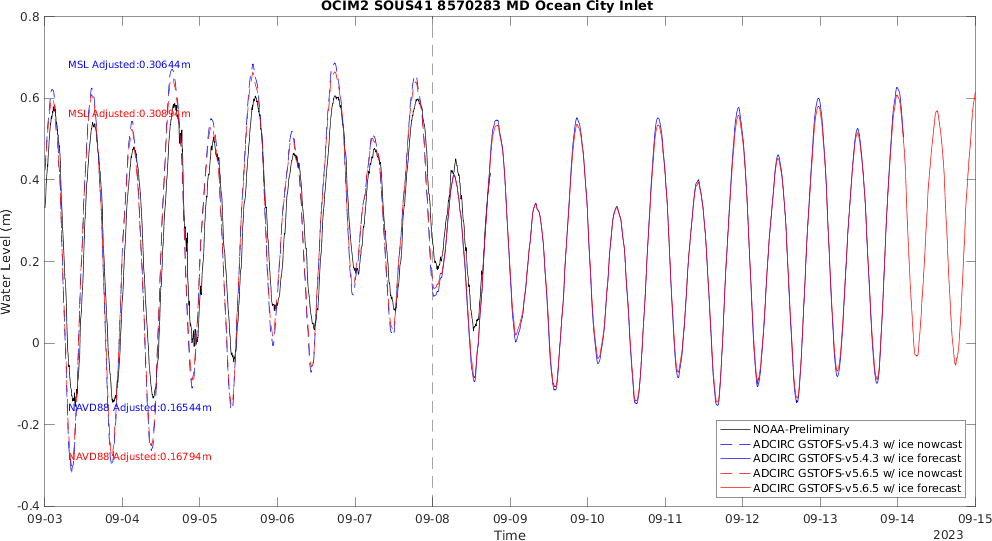 OCIM2 SOUS41 8570283 MD Ocean City Inlet
0.8
0.6
0.4
0.2
0
-0.2
-0.4
Water Level (m)
MSL Adjusted:0.30644m
MSL Adjusted:0.30894m
NAVD88 Adjusted:0.16544m
NAVD88 Adjusted:0.16794m
NOAA-Preliminary
ADCIRC GSTOFS-v5.4.3 w/ ice nowcast
ADCIRC GSTOFS-v5.4.3 w/ ice forecast
ADCIRC GSTOFS-v5.6.5 w/ ice nowcast
ADCIRC GSTOFS-v5.6.5 w/ ice forecast
09-03 09-04 09-05 09-06 09-07 09-08 09-09 09-10 09-11 09-12 09-13 09-14 09-15
Time
2023